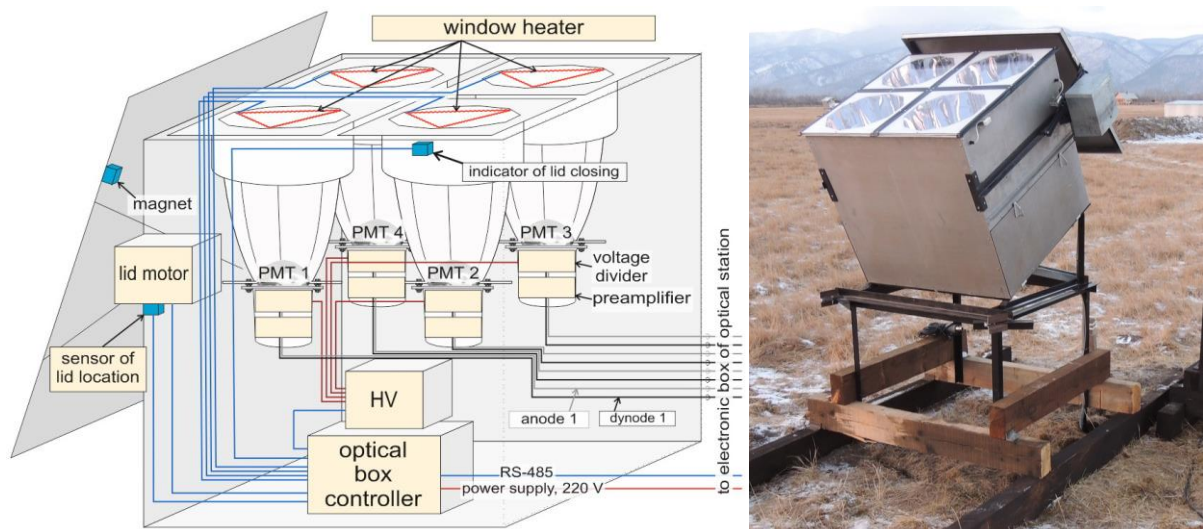 window heater
magnet
indicator of lid closing
lid motor
PMT 1
PMT 4
PMT 2
PMT 3
voltage
divider
preamplifier
sensor of
lid location
HV
anode 1
dynode 1
optical
box
controller
RS-485
power supply, 220 V
to electronic box of optical station